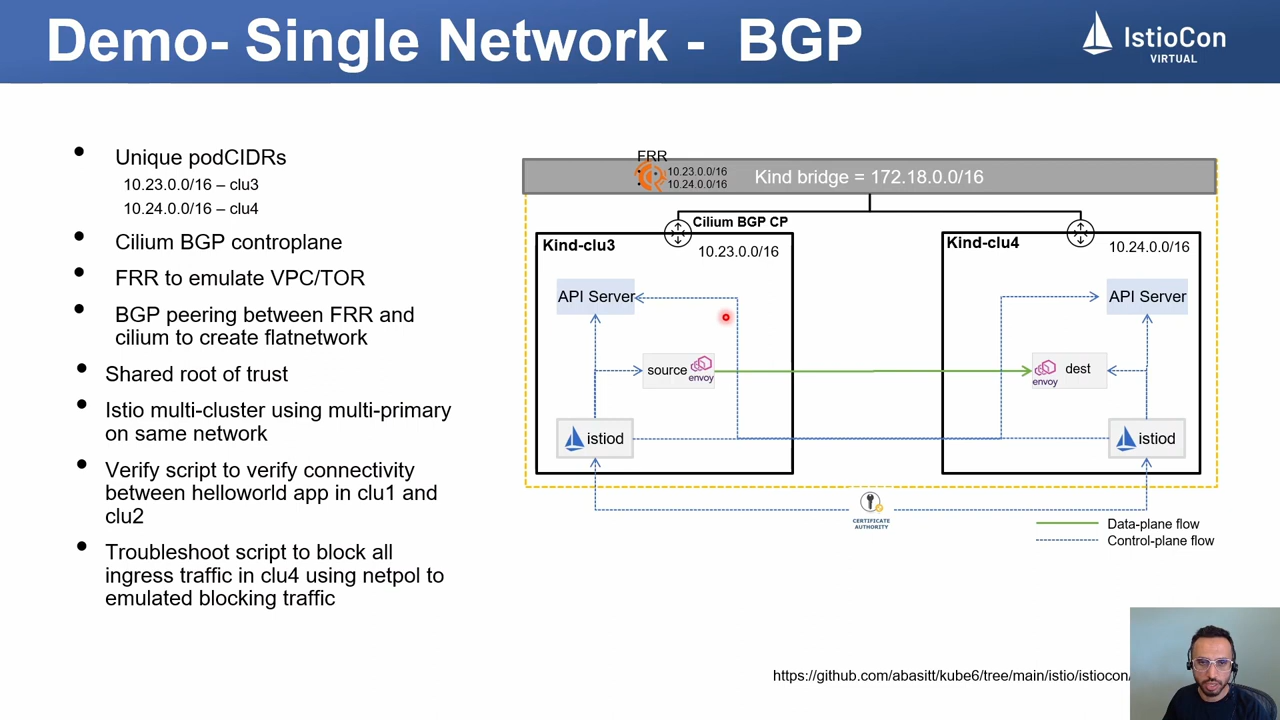 Demo- Single Network - BGP
IstioCon
VIRTUAL
Unique podCIDRs
10.23.0.0/16 – clu3
10.24.0.0/16 – clu4
Cilium BGP controplane
FRR to emulate VPC/TOR
BGP peering between FRR and
cilium to create flatnetwork
Shared root of trust
Istio multi-cluster using multi-primary
on same network
Verify script to verify connectivity
between helloworld app in clu1 and
clu2
Troubleshoot script to block all
ingress traffic in clu4 using netpol to
emulated blocking traffic
FRR
10.23.0.0/16
10.24.0.0/16
Kind bridge = 172.18.0.0/16
Cilium BGP CP
Kind-clu3
10.23.0.0/16
API Server
source
envoy
istiod
Kind-clu4
10.24.0.0/16
API Server
envoy
dest
istiod
CERTIFICATE
AUTHORITY
Data-plane flow
Control-plane flow
https://github.com/abasitt/kube6/tree/main/istio/istiocon/